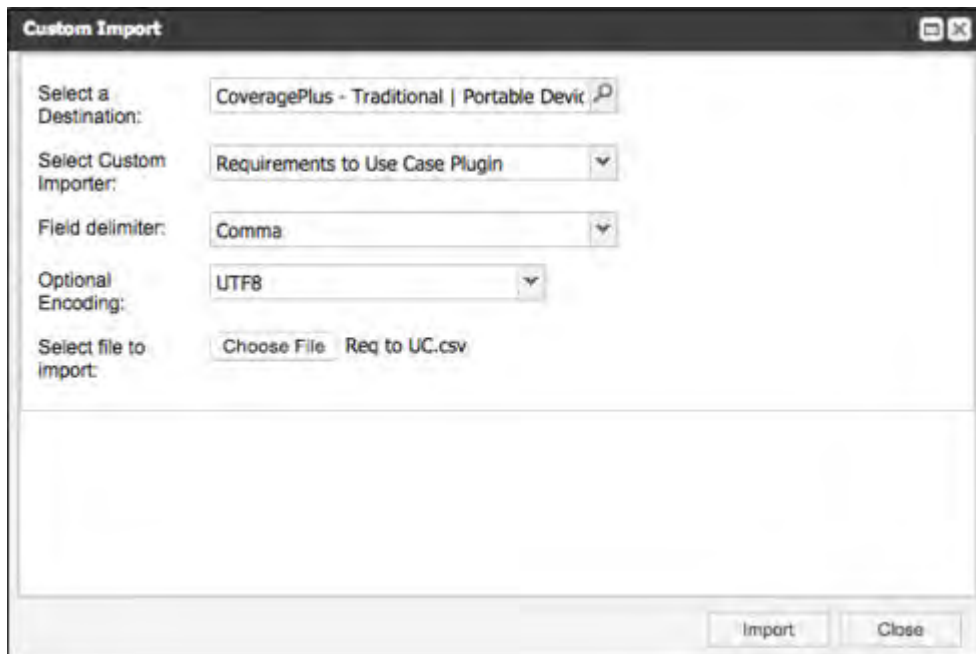 Custom Import
Select a
Destination:
CoveragePlus - Traditional | Portable Devic
Select Custom
Importer:
Requirements to Use Case Plugin
Field delimiter:
Comma
Optional
Encoding:
UTF8
Select file to
import:
Choose File Req to UC.csv
Import Close